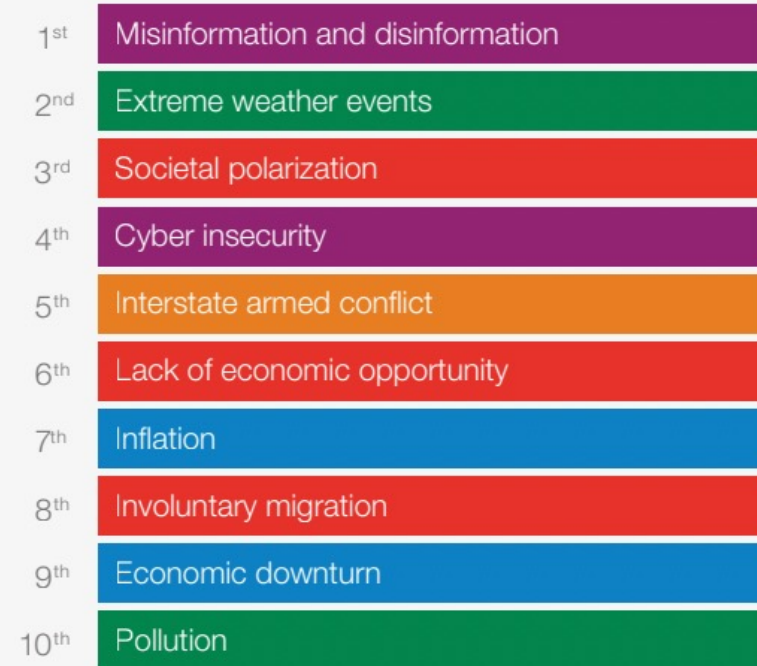 1st Misinformation and disinformation
2nd Extreme weather events
3rd Societal polarization
4th Cyber insecurity
5th Interstate armed conflict
6th Lack of economic opportunity
7th Inflation
8th Involuntary migration
9th Economic downturn
10th Pollution